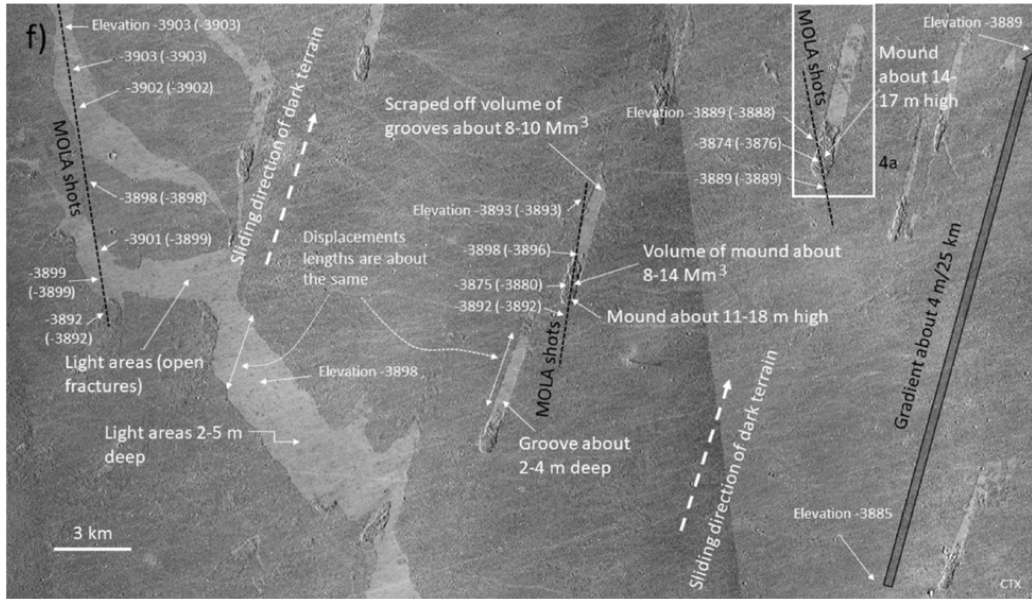 f)
Elevation -3903 (-3903)
-3903 (-3903)
-3902 (-3902)
MOLA shots
-3898 (-3898)
-3901 (-3899)
-3899
(-3899)
-3892
(-3892)
Light areas (open
fractures)
Light areas 2-5 m
deep
3 km
Sliding direction of dark terrain
Displacements
lengths are about
the same
Elevation -3898
Scraped off volume of
grooves about 8-10 Mm³
Elevation -3893 (-3893)
-3898 (-3896)
-3875 (-3880)
-3892 (-3892)
MOLA shots
Volume of mound about
8-14 Mm³
Mound about 11-18 m high
Groove about
2-4 m deep
Sliding direction of dark terrain
MOLA shots
Mound
about 14-
17 m high
Elevation -3889 (-3888)
-3874 (-3876)
-3889 (-3889)
4a
Elevation -3889
Gradient about 4 m/25 km
Elevation -3885
CTX